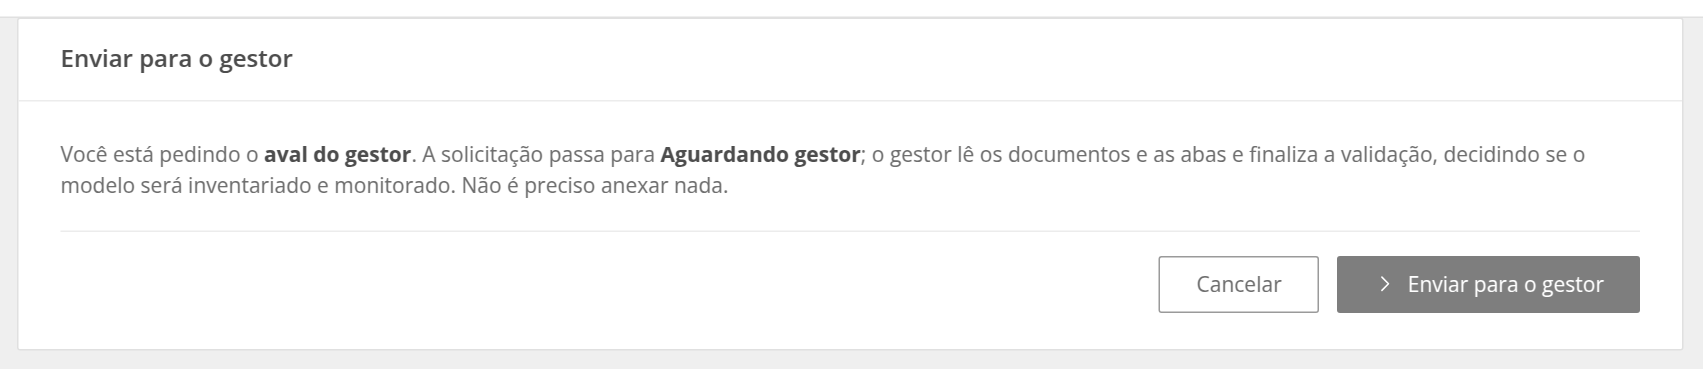 Enviar para o gestor
Você está pedindo o aval do gestor. A solicitação passa para Aguardando gestor; o gestor lê os documentos e as abas e finaliza a validação, decidindo se o
modelo será inventariado e monitorado. Não é preciso anexar nada.
Cancelar
Enviar para o gestor